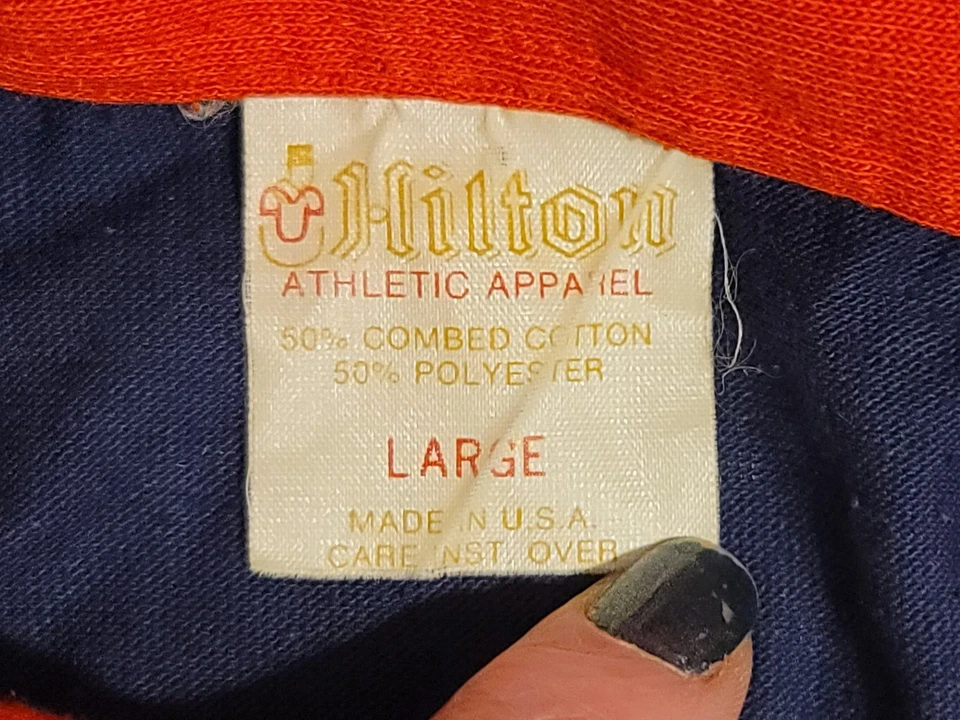 Hilton
ATHLETIC APPAREL
50% COMBED COTTON
50% POLYESTER
LARGE
MADE IN U.S.A.
CARE INST. OVER